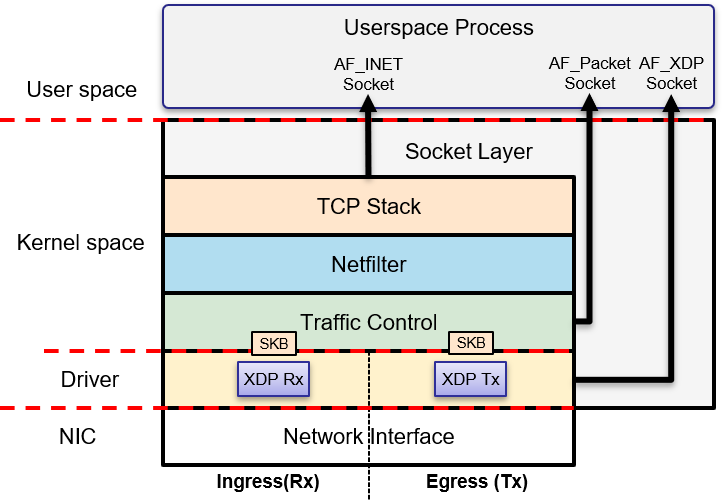 Userspace Process
AF_INET
Socket
AF_Packet
Socket
AF_XDP
Socket
User space
Socket Layer
TCP Stack
Kernel space
Netfilter
Traffic Control
SKB
SKB
Driver
XDP Rx
XDP Tx
NIC
Network Interface
Ingress(Rx)
Egress (Tx)